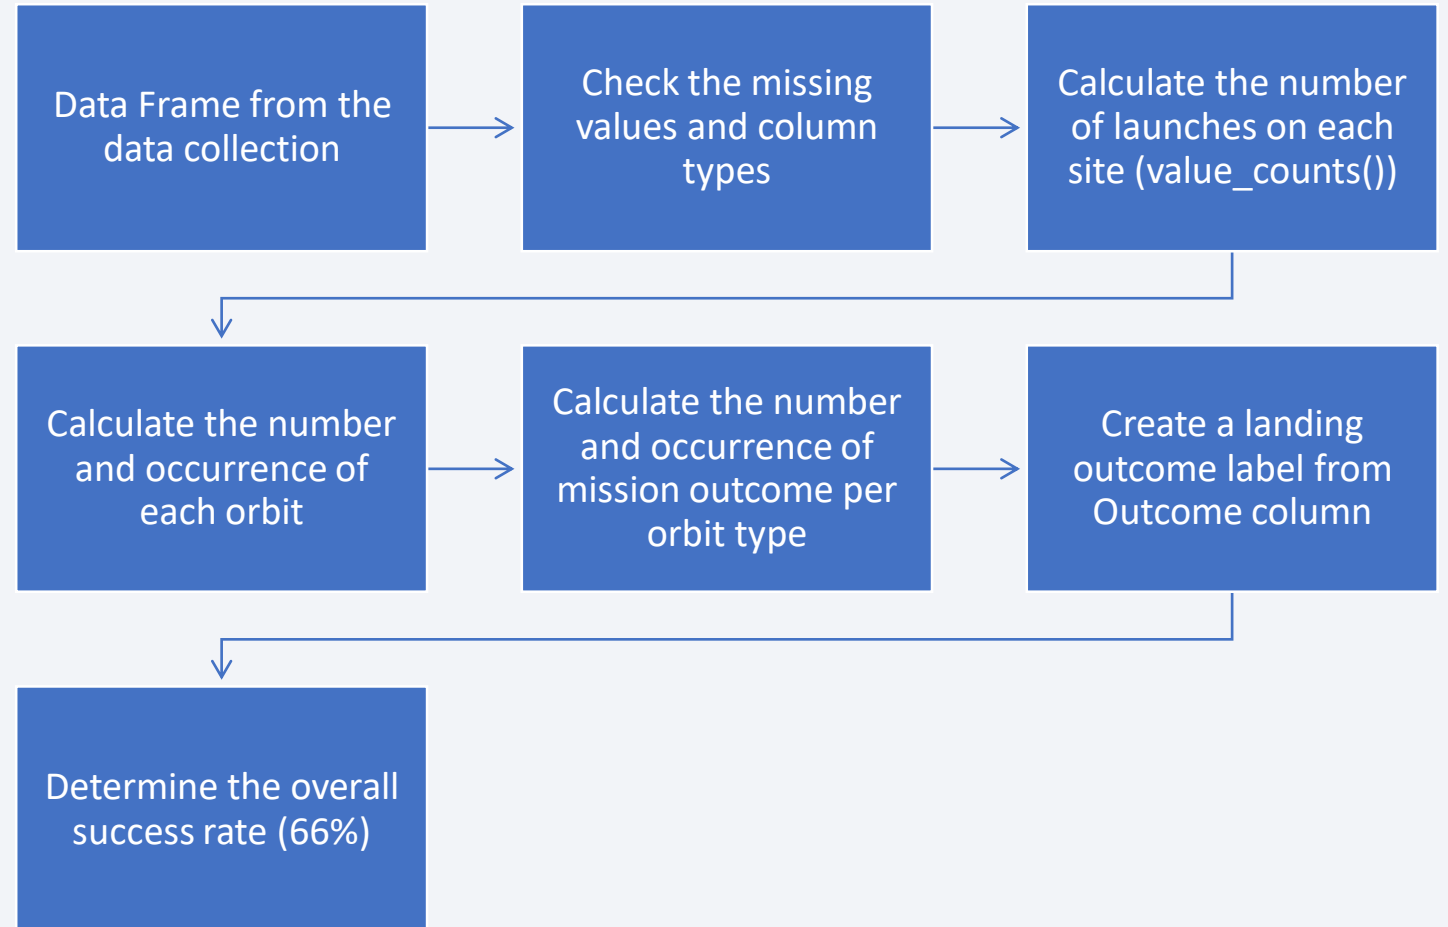 Data Frame from the
data collection
Check the missing
values and column
types
Calculate the number
of launches on each
site (value_counts())
Calculate the number
and occurrence of
each orbit
Calculate the number
and occurrence of
mission outcome per
orbit type
Create a landing
outcome label from
Outcome column
Determine the overall
success rate (66%)